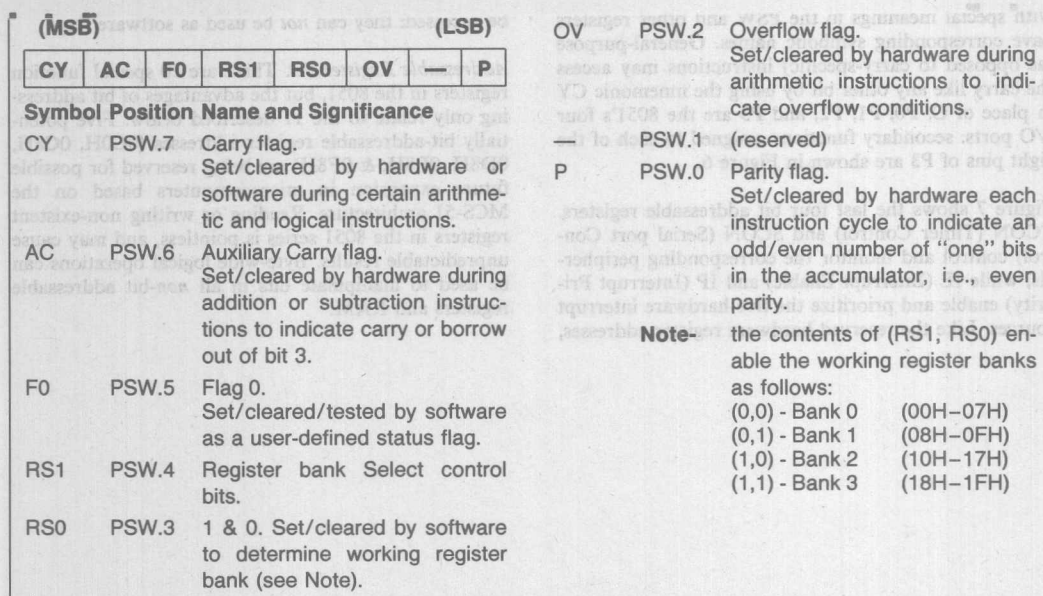 (MSB) (LSB)
CY AC F0 RS1 RS0 OV — P
Symbol Position Name and Significance
CY PSW.7 Carry flag.
Set/cleared by hardware or
software during certain arithme-
tic and logical instructions.
AC PSW.6 Auxiliary Carry flag.
Set/cleared by hardware during
addition or subtraction instruc-
tions to indicate carry or borrow
out of bit 3.
F0 PSW.5 Flag 0.
Set/cleared/tested by software
as a user-defined status flag.
RS1 PSW.4 Register bank Select control
bits.
RS0 PSW.3 1 & 0. Set/cleared by software
to determine working register
bank (see Note).
OV PSW.2 Overflow flag.
Set/cleared by hardware during
arithmetic instructions to indi-
cate overflow conditions.
— PSW.1 (reserved)
P PSW.0 Parity flag.
Set/cleared by hardware each
instruction cycle to indicate an
odd/even number of “one” bits
in the accumulator, i.e., even
parity.
Note- the contents of (RS1, RS0) en-
able the working register banks
as follows:
(0,0) - Bank 0 (00H–07H)
(0,1) - Bank 1 (08H–0FH)
(1,0) - Bank 2 (10H–17H)
(1,1) - Bank 3 (18H–1FH)